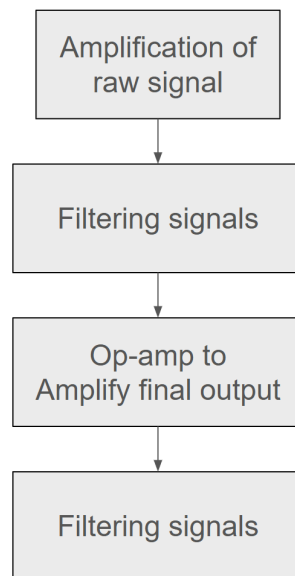 Amplification of
raw signal
Filtering signals
Op-amp to
Amplify final output
Filtering signals